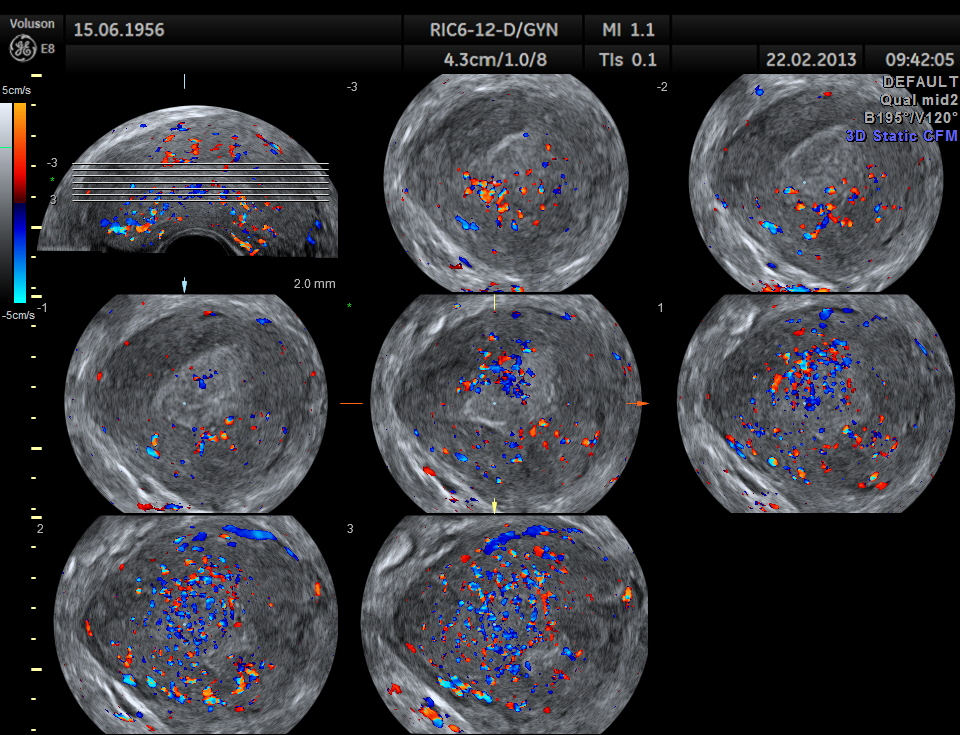 Voluson
E8
15.06.1956
RIC6-12-D/GYN
MI 1.1
4.3cm/1.0/8
TIs 0.1
22.02.2013
09:42:05
DEFAULT
Qual mid2
B195°/V120°
3D Static CFM
5cm/s
-5cm/s
-3
*
3
2.0 mm
-3
-2
-1
*
1
2
3